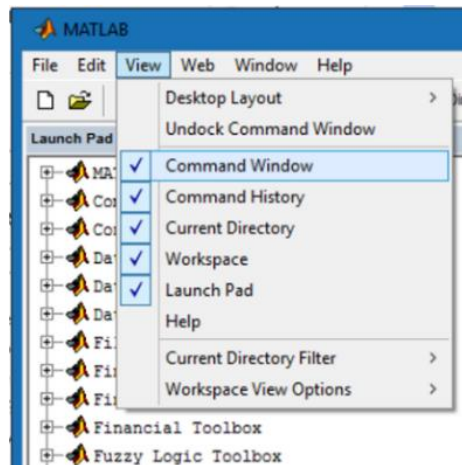 MATLAB
File Edit View Web Window Help
Launch Pad
Desktop Layout
Undock Command Window
Command Window
Command History
Current Directory
Workspace
Launch Pad
Help
Current Directory Filter
Workspace View Options
Financial Toolbox
Fuzzy Logic Toolbox